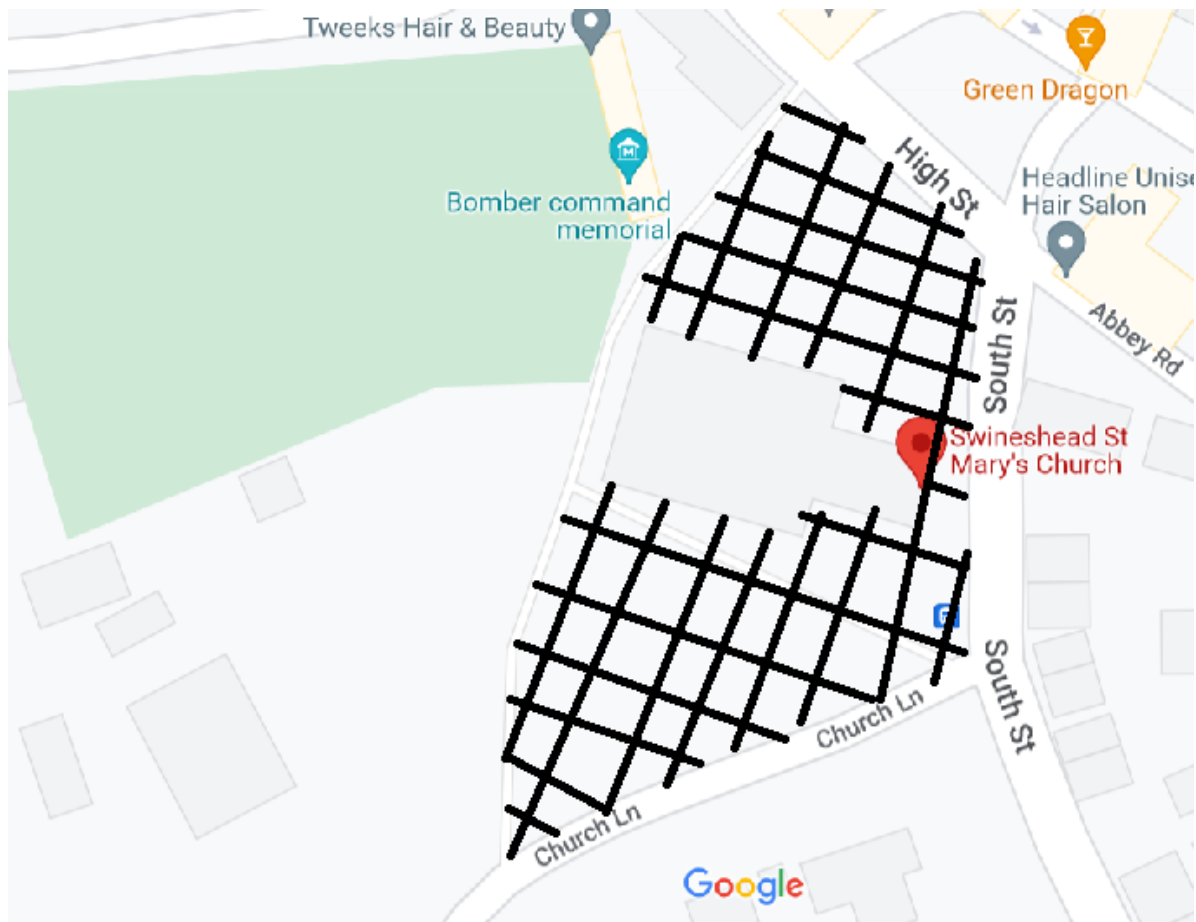 Tweeks Hair & Beauty
Green Dragon
High St
Headline Unise
Hair Salon
Bomber command
memorial
South St
Abbey Rd
Swineshead St
Mary's Church
South St
Church Ln
Church Ln
Google